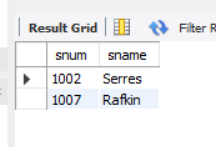 Result Grid Filter R
snum sname
1002 Serres
1007 Rafkin